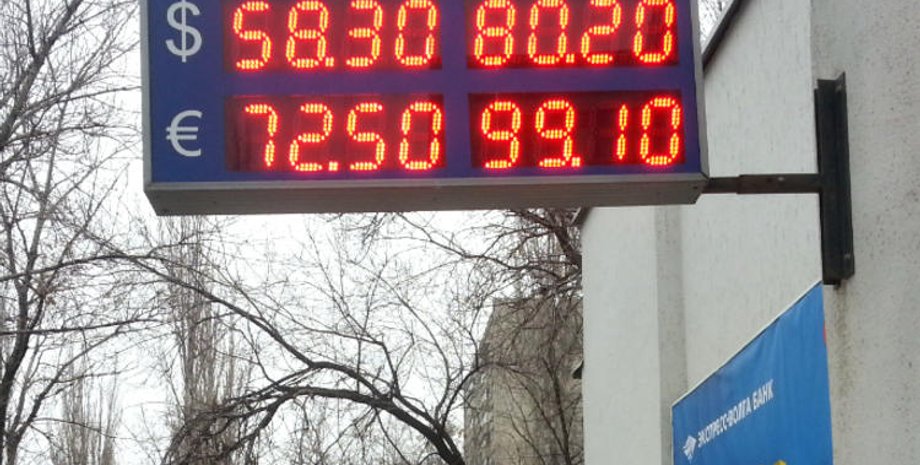 $ 58.30 80.20
€ 72.50 99.10
ЭКСПРЕСС-ВОЛГА БАНК